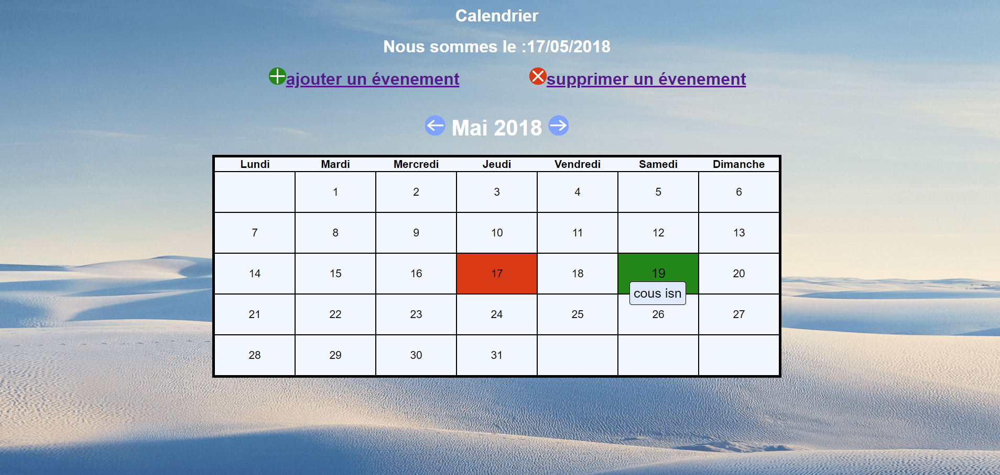 Calendrier
Nous sommes le :17/05/2018
ajouter un évenement supprimer un évenement
Mai 2018
Lundi Mardi Mercredi Jeudi Vendredi Samedi Dimanche
1 2 3 4 5 6
7 8 9 10 11 12 13
14 15 16 17 18 19 20
cous isn
21 22 23 24 25 26 27
28 29 30 31